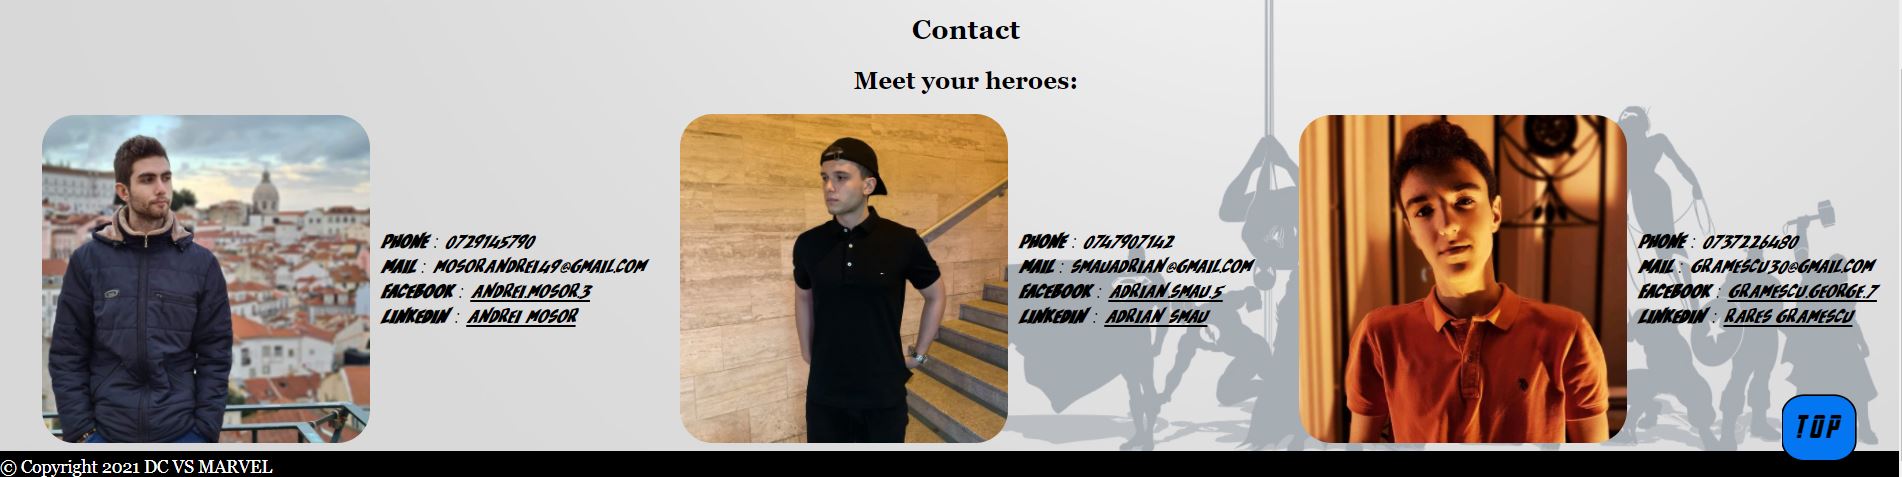 Contact
Meet your heroes:
PHONE : 0729145790
MAIL : MOSORANDREI49@GMAIL.COM
FACEBOOK : ANDREI.MOSOR.3
LINKEDIN : ANDREI MOSOR
PHONE : 0747907142
MAIL : SMAUADRIAN@GMAIL.COM
FACEBOOK : ADRIAN.SMAU.5
LINKEDIN : ADRIAN SMAU
PHONE : 0737226480
MAIL : GRAMESCU30@GMAIL.COM
FACEBOOK : GRAMESCU.GEORGE.7
LINKEDIN : RARES GRAMESCU
TOP
© Copyright 2021 DC VS MARVEL